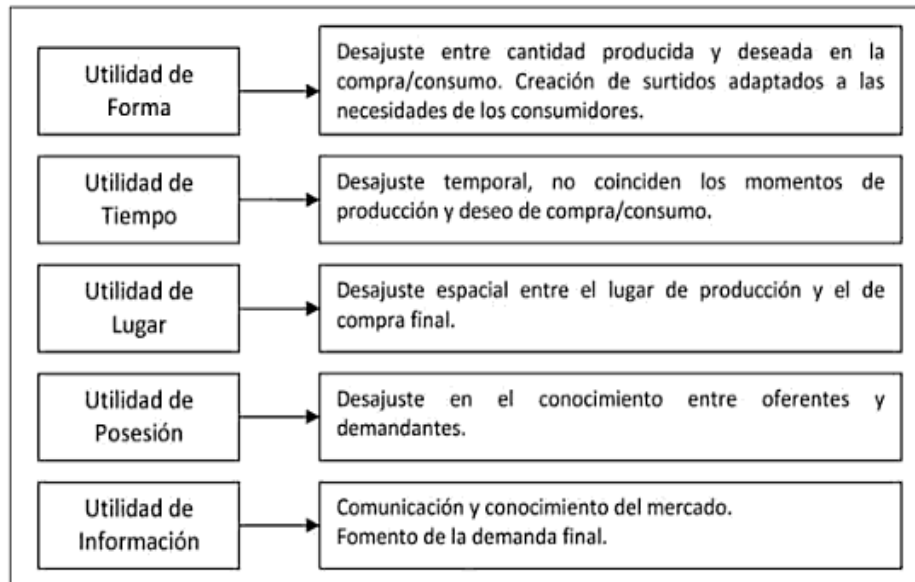 Utilidad de
Forma
Desajuste entre cantidad producida y deseada en la
compra/consumo. Creación de surtidos adaptados a las
necesidades de los consumidores.
Utilidad de
Tiempo
Desajuste temporal, no coinciden los momentos de
producción y deseo de compra/consumo.
Utilidad de
Lugar
Desajuste espacial entre el lugar de producción y el de
compra final.
Utilidad de
Posesión
Desajuste en el conocimiento entre oferentes y
demandantes.
Utilidad de
Información
Comunicación y conocimiento del mercado.
Fomento de la demanda final.